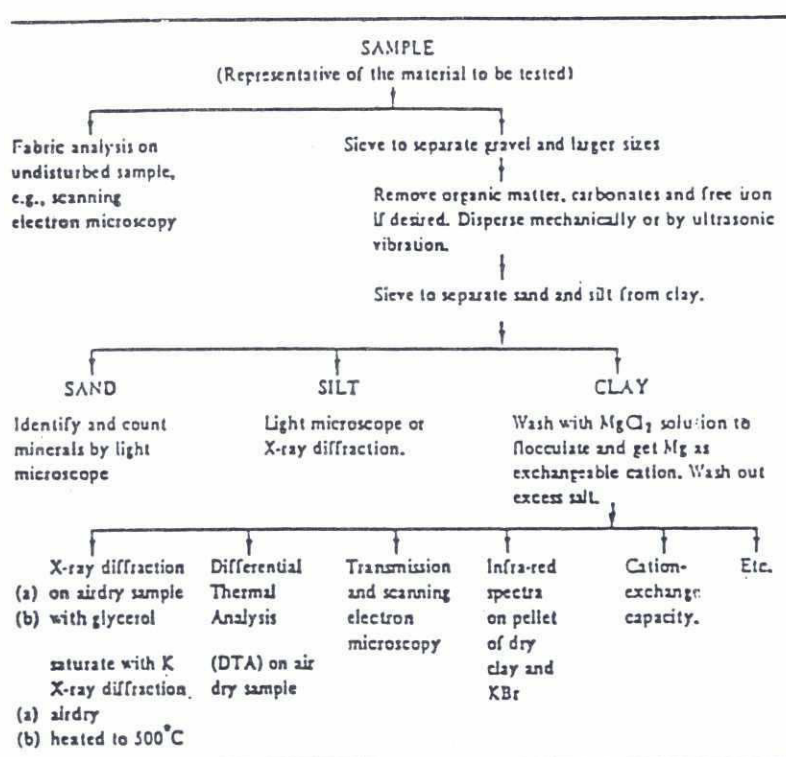 SAMPLE
(Representative of the material to be tested)
Fabric analysis on
undisturbed sample,
e.g., scanning
electron microscopy
Sieve to separate gravel and larger sizes
Remove organic matter, carbonates and free iron
if desired. Disperse mechanically or by ultrasonic
vibration.
Sieve to separate sand and silt from clay.
SAND
Identify and count
minerals by light
microscope
SILT
Light microscope or
X-ray diffraction.
CLAY
Wash with MgCl₂ solution to
flocculate and get Mg as
exchangeable cation. Wash out
excess salt.
X-ray diffraction
(a) on airdry sample
(b) with glycerol
saturate with K
X-ray diffraction
(a) airdry
(b) heated to 500°C
Differential
Thermal
Analysis
(DTA) on air
dry sample
Transmission
and scanning
electron
microscopy
Infra-red
spectra
on pellet
of dry
clay and
KBr
Cation-
exchange
capacity.
Etc.